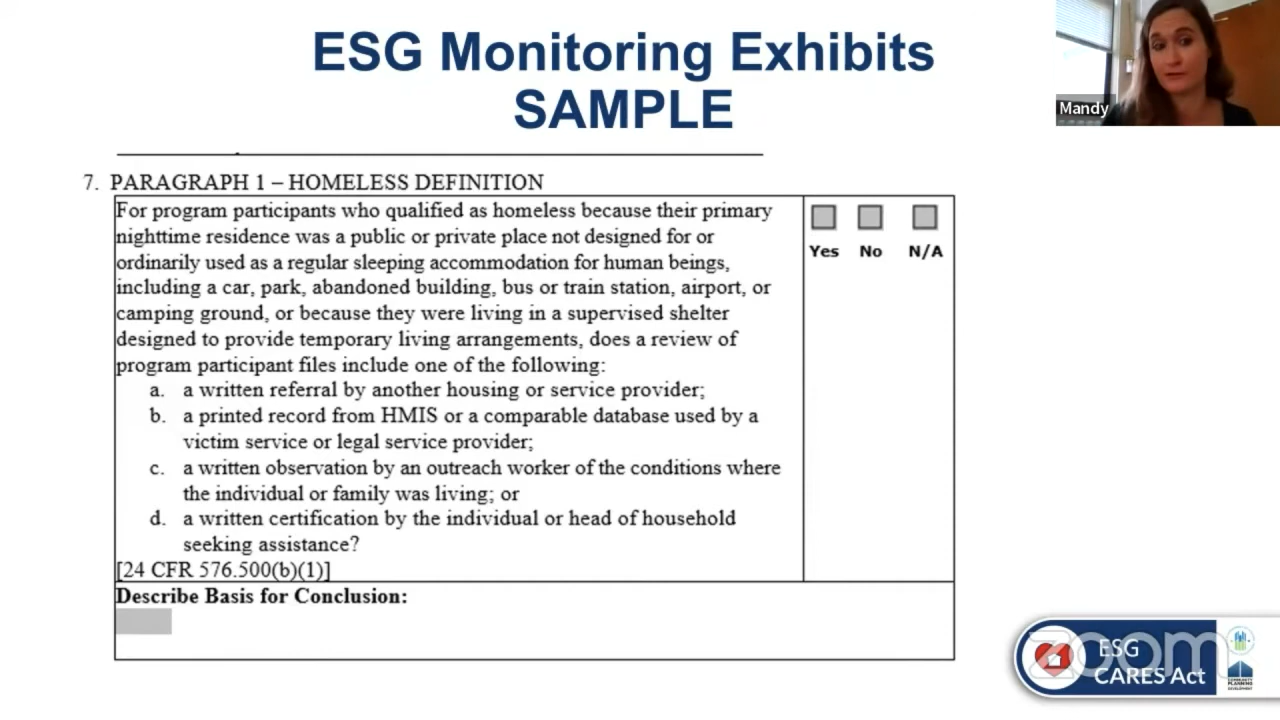 ESG Monitoring Exhibits
SAMPLE
Mandy
7. PARAGRAPH 1 – HOMELESS DEFINITION
For program participants who qualified as homeless because their primary
nighttime residence was a public or private place not designed for or
ordinarily used as a regular sleeping accommodation for human beings,
including a car, park, abandoned building, bus or train station, airport, or
camping ground, or because they were living in a supervised shelter
designed to provide temporary living arrangements, does a review of
program participant files include one of the following:
a. a written referral by another housing or service provider;
b. a printed record from HMIS or a comparable database used by a
victim service or legal service provider;
c. a written observation by an outreach worker of the conditions where
the individual or family was living; or
d. a written certification by the individual or head of household
seeking assistance?
[24 CFR 576.500(b)(1)]
Yes No N/A
Describe Basis for Conclusion:
zoom
ESG
CARES Act
COMMUNITY
PLANNING
DEVELOPMENT